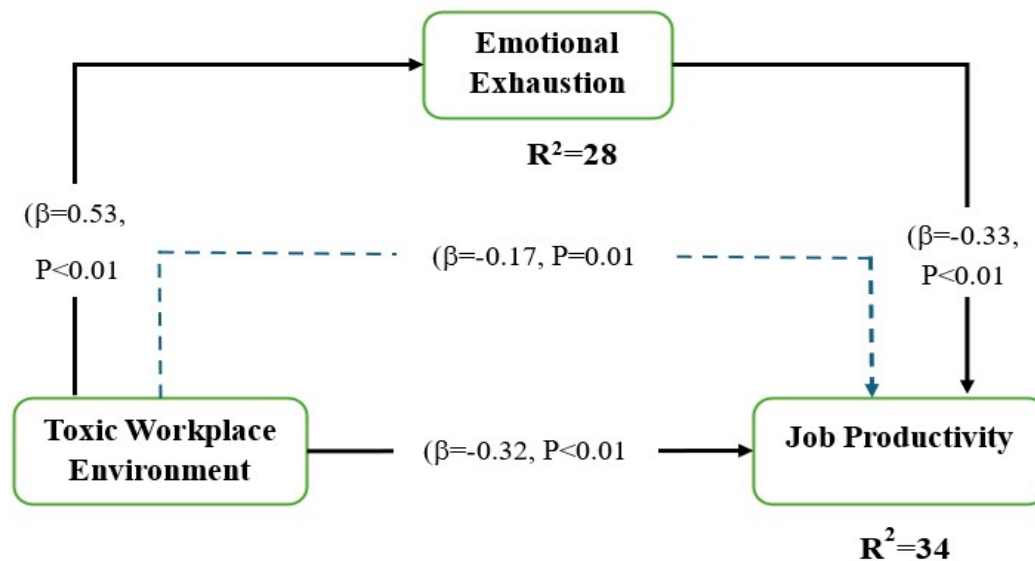 Emotional
Exhaustion
R²=28
(β=0.53,
P<0.01
(β=-0.17, P=0.01
(β=-0.33,
P<0.01
Toxic Workplace
Environment
(β=-0.32, P<0.01
Job Productivity
R²=34